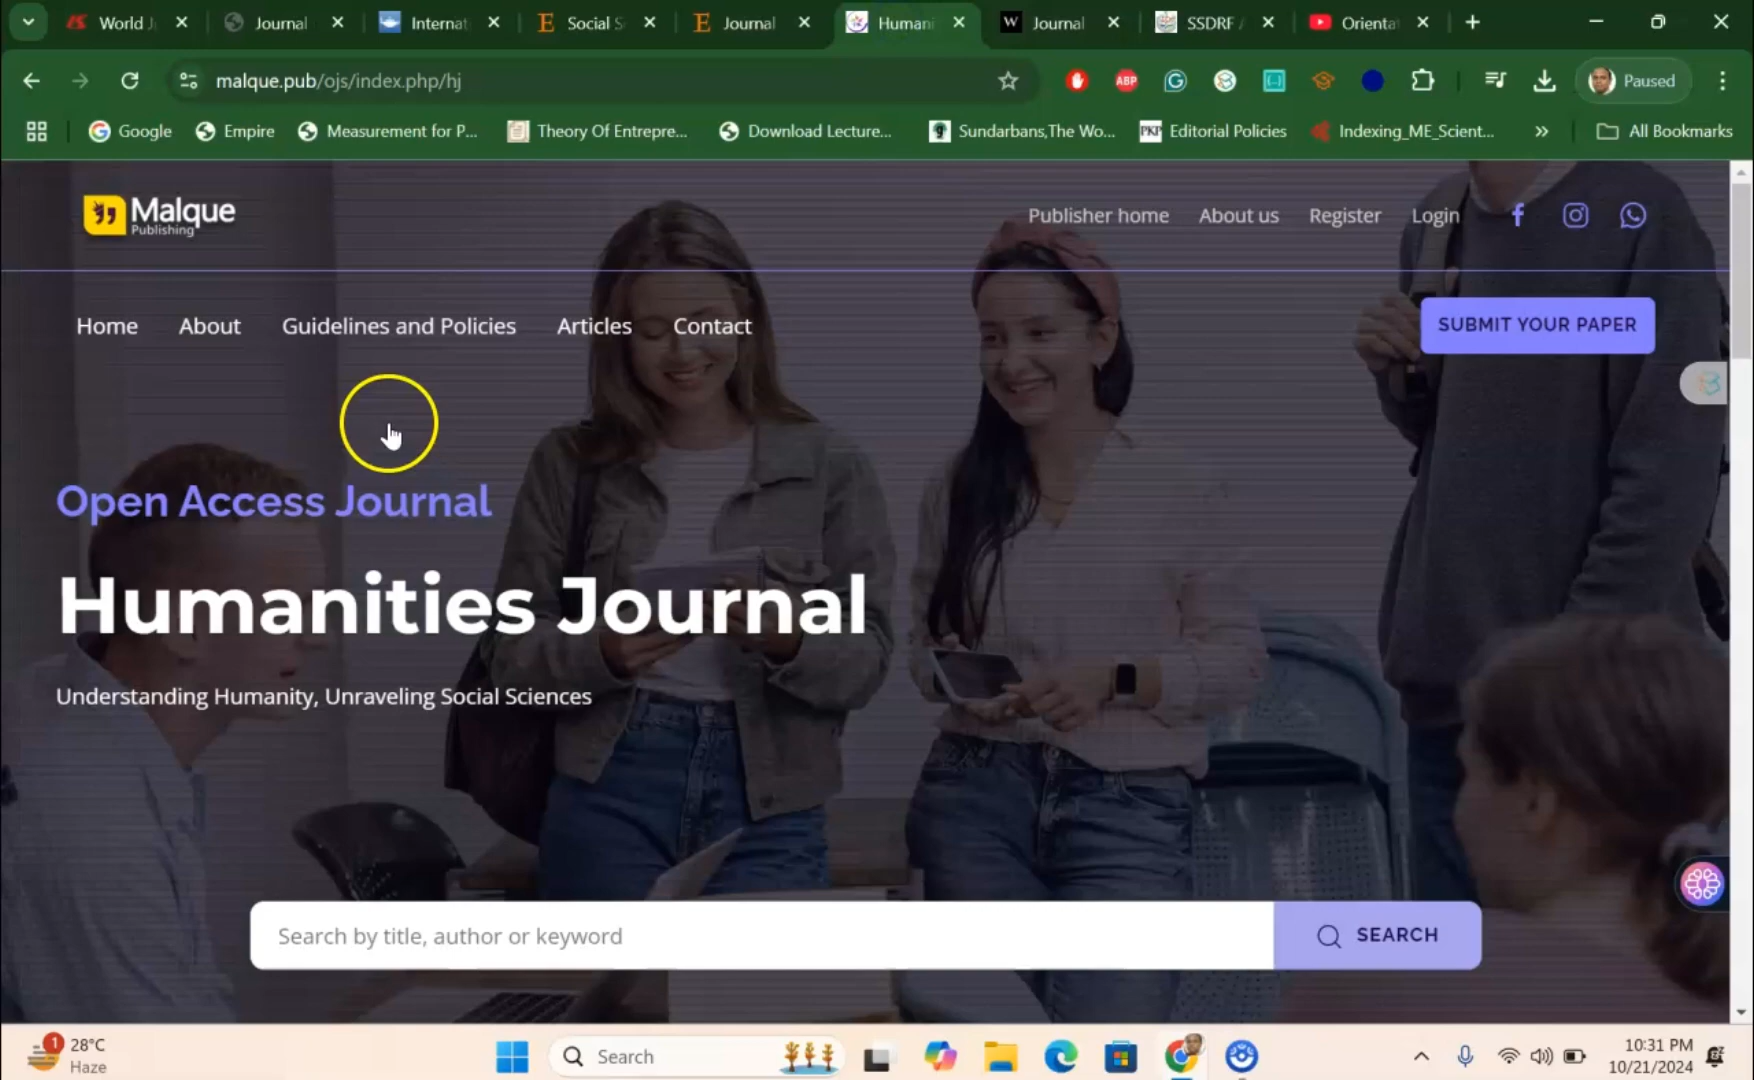 World J
Journal
Internat
Social S
Journal
Humani
Journal
SSDRF /
Orienta
malque.pub/ojs/index.php/hj
ABP
Paused
Google
Empire
Measurement for P...
Theory Of Entrepre...
Download Lecture...
Sundarbans,The Wo...
PKP
Editorial Policies
Indexing_ME_Scient...
»
All Bookmarks
Malque
Publishing
Publisher home
About us
Register
Login
Home
About
Guidelines and Policies
Articles
Contact
SUBMIT YOUR PAPER
Open Access Journal
Humanities Journal
Understanding Humanity, Unraveling Social Sciences
Search by title, author or keyword
SEARCH
1
28°C
Haze
Search
10:31 PM
10/21/2024